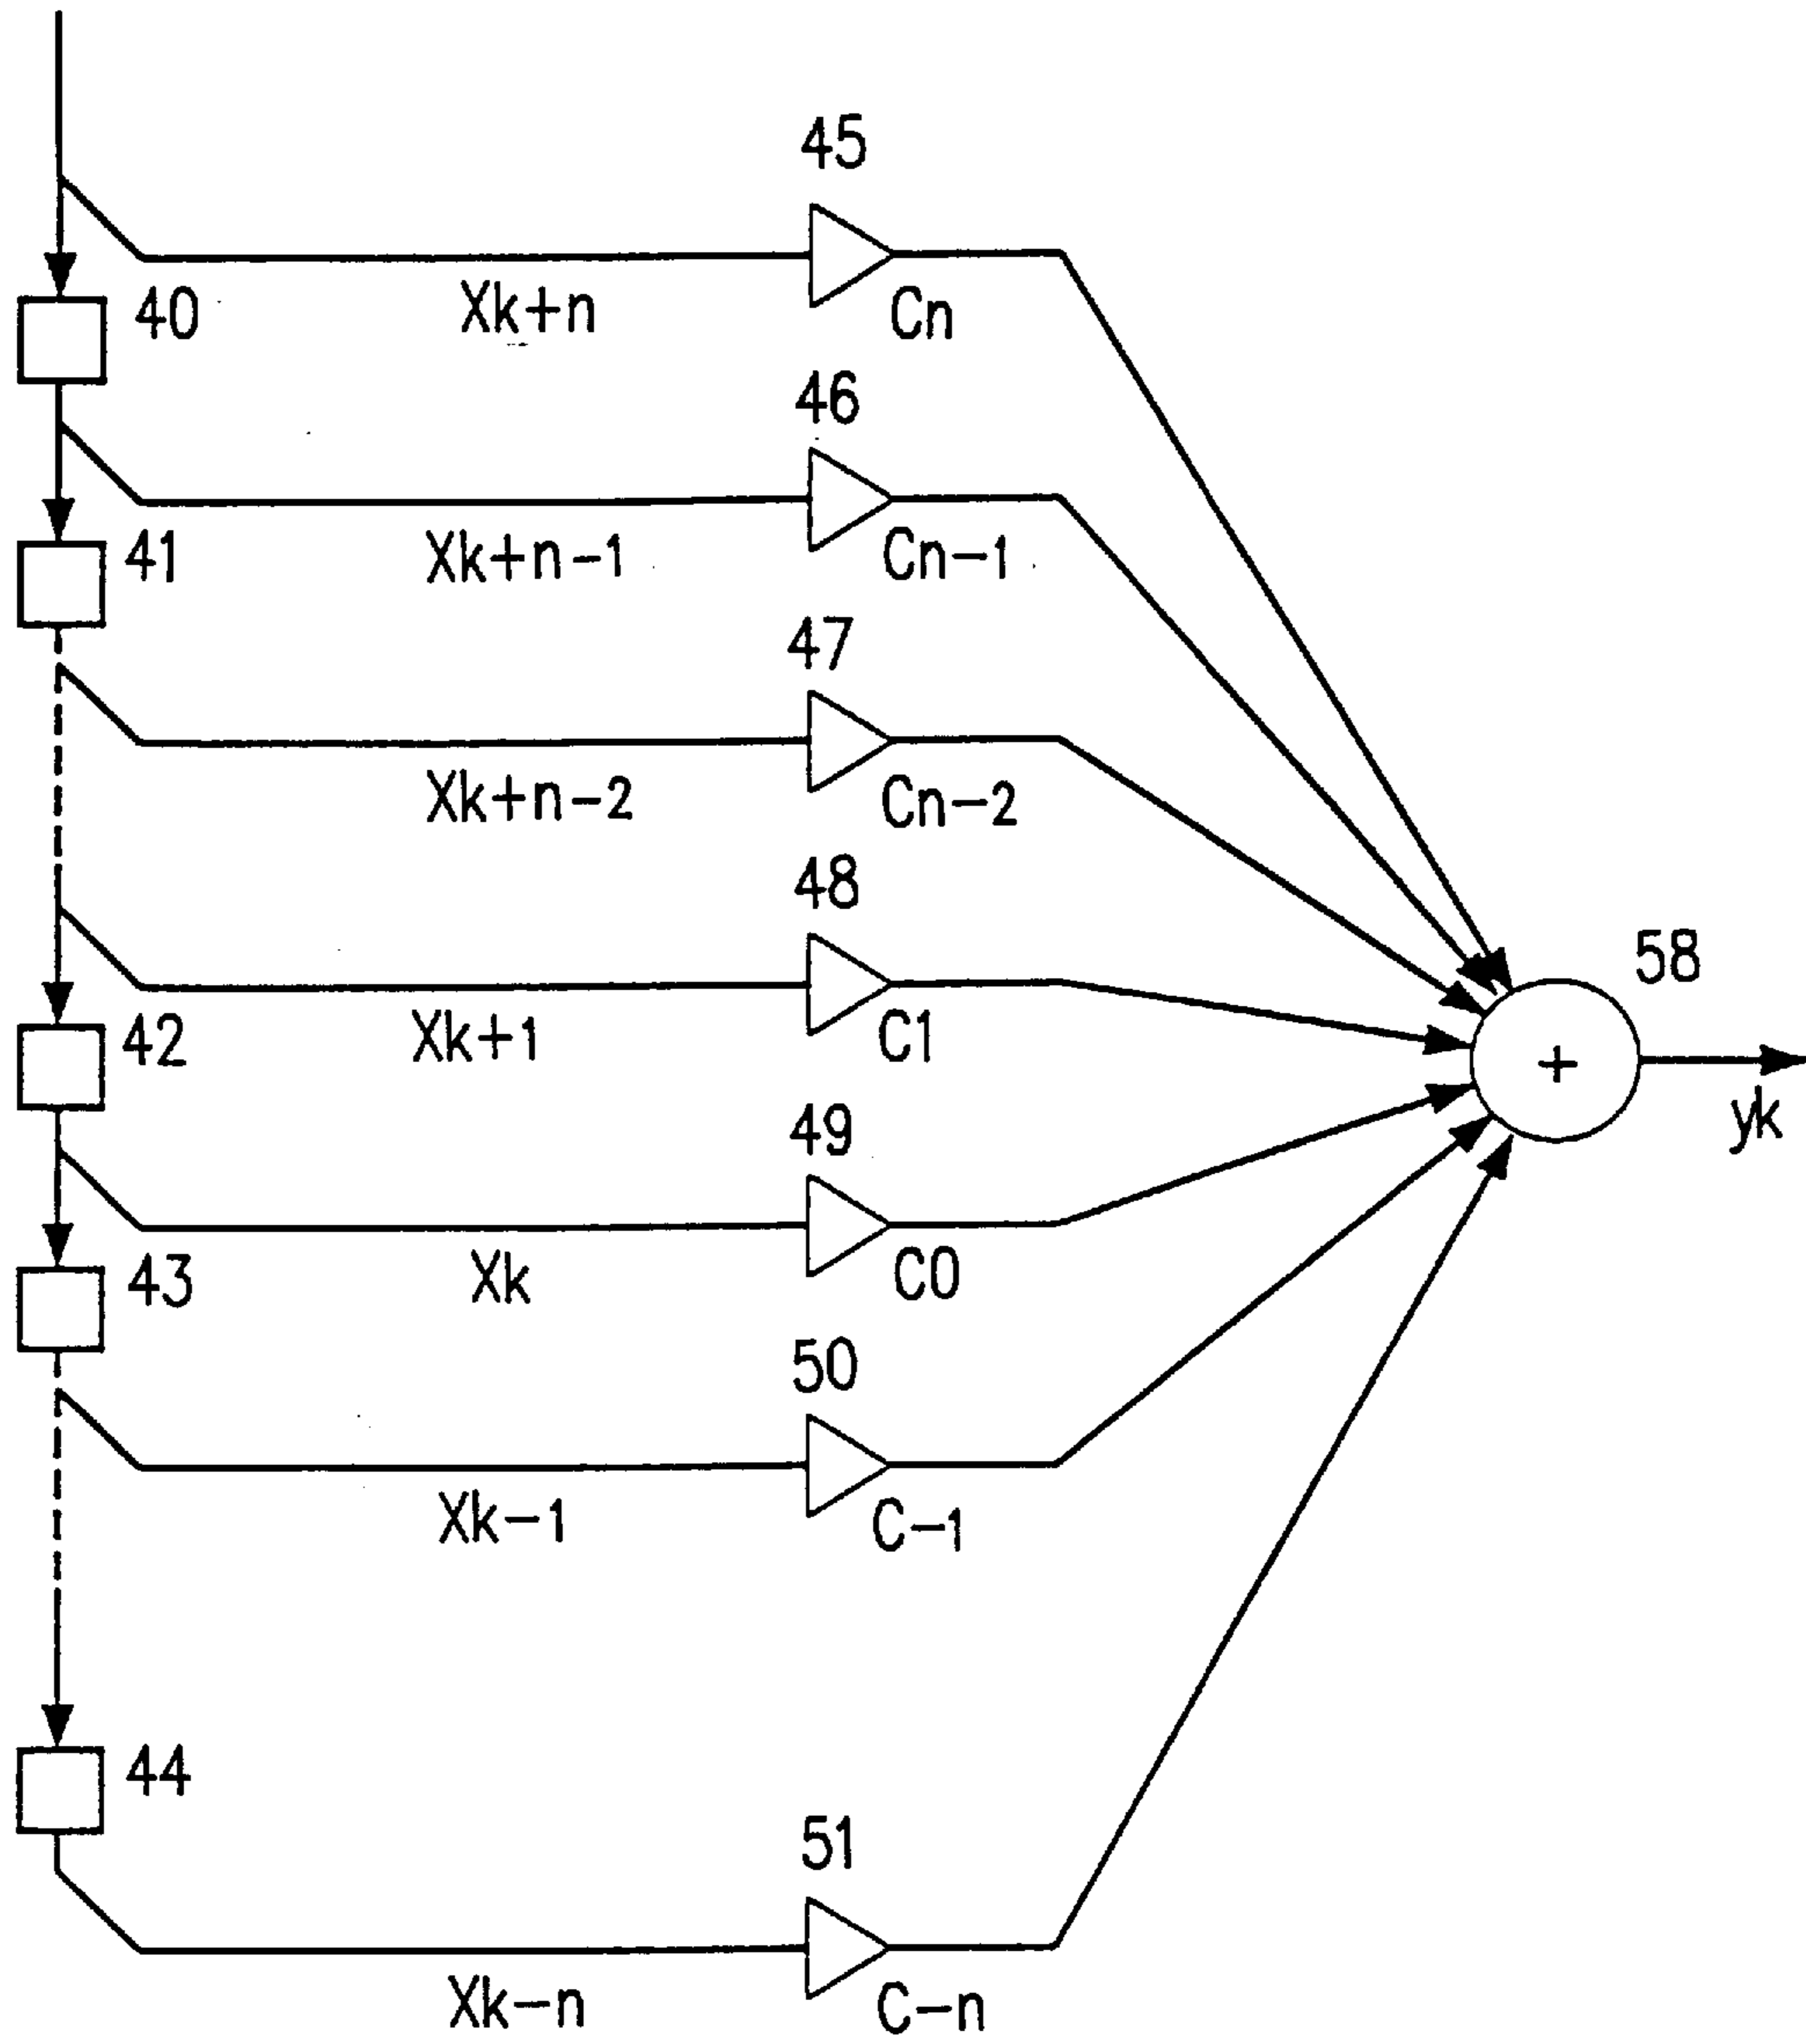 45
40
Xk+n
Cn
46
41
Xk+n-1
Cn-1
47
Xk+n-2
Cn-2
48
58
42
Xk+1
C1
+
yk
49
43
Xk
C0
50
Xk-1
C-1
44
51
Xk-n
C-n